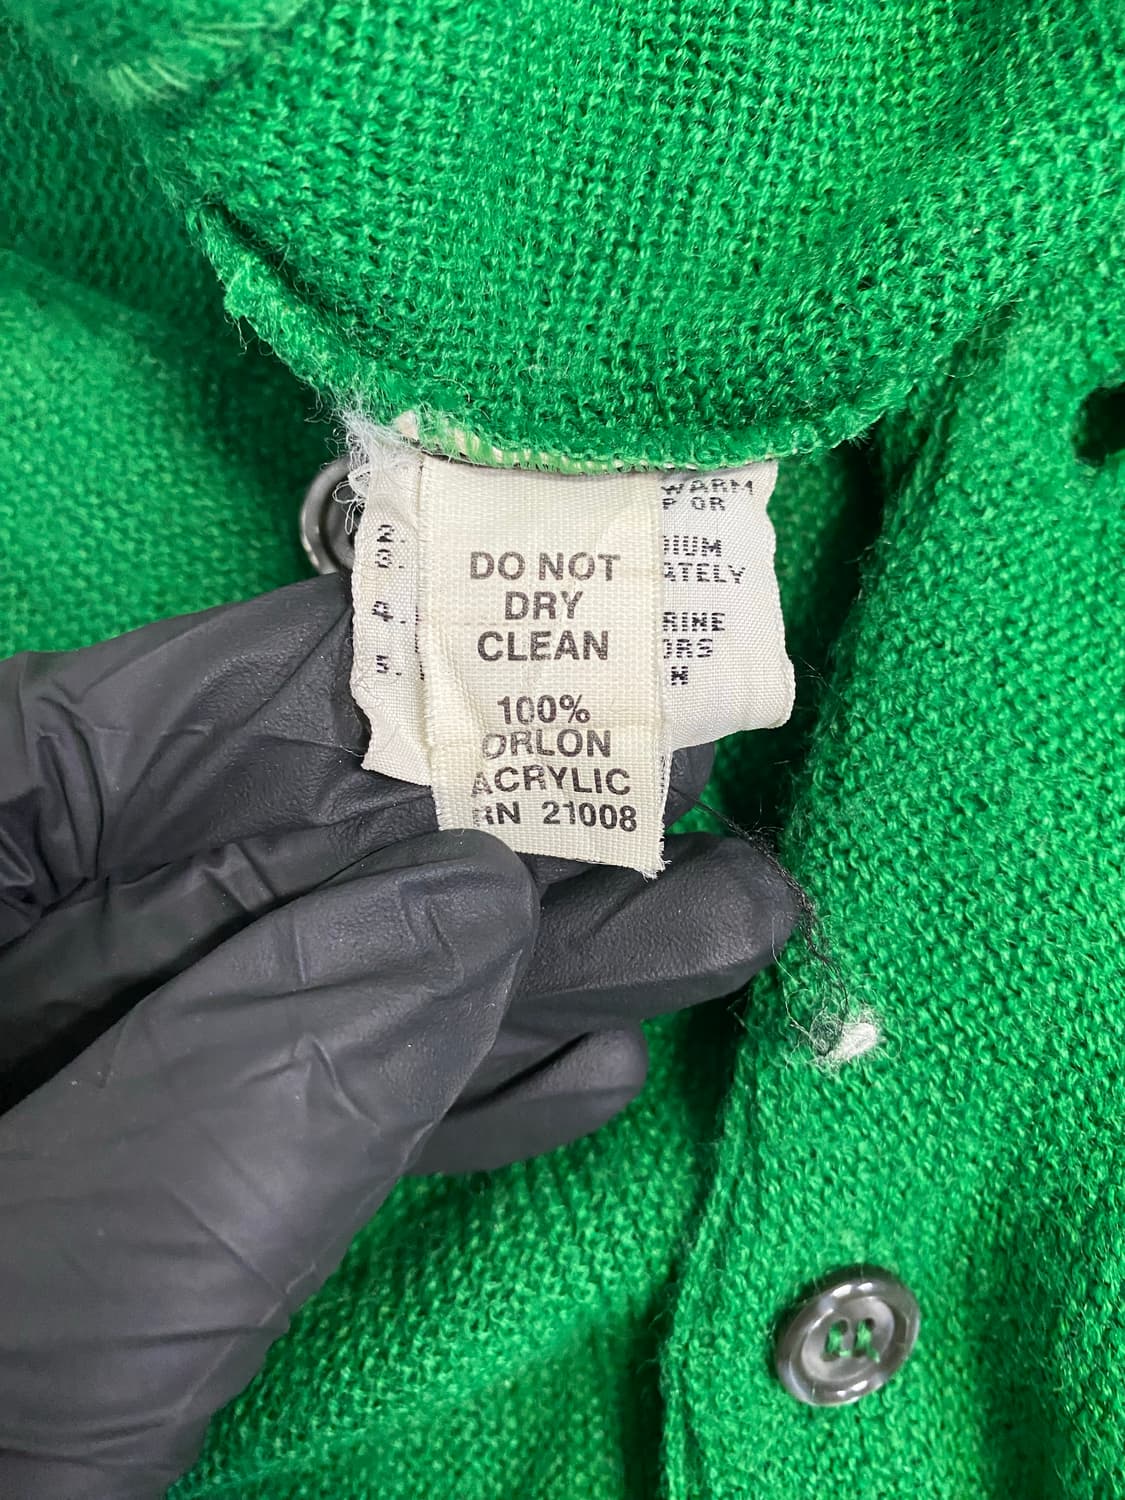 DO NOT
DRY
CLEAN
100%
ORLON
ACRYLIC
RN 21008
WARM
P OR
2.
3.
DIUM
ATELY
4.
RINE
ORS
5.
H